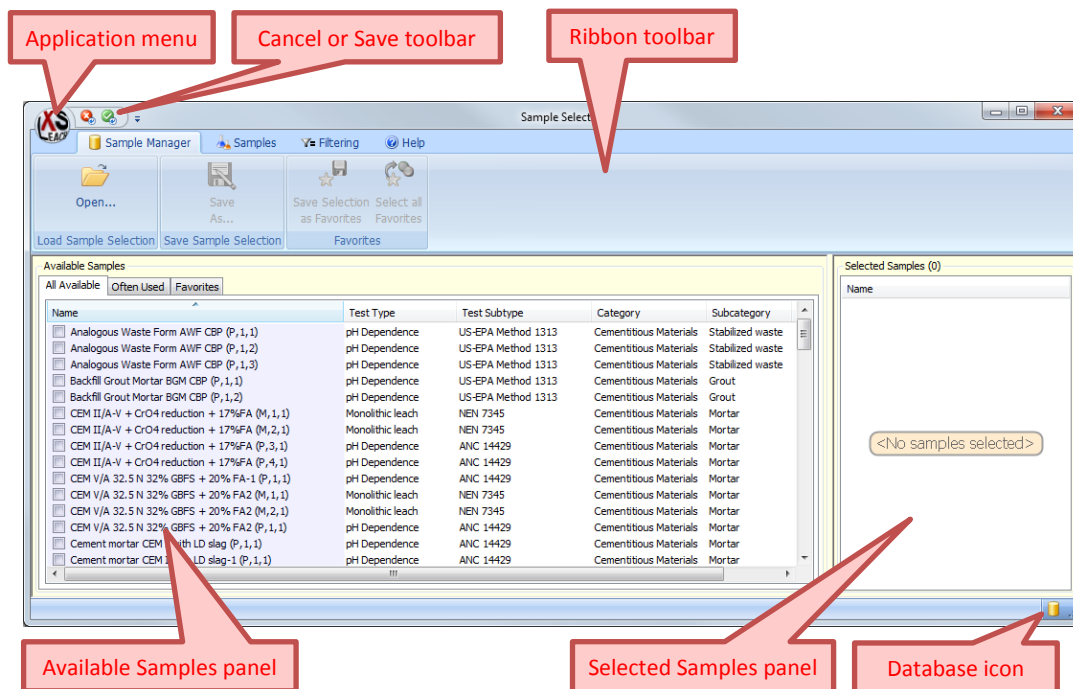 Application menu
Cancel or Save toolbar
Ribbon toolbar
XS
LEACH
Sample Selec
Sample Manager Samples Filtering Help
Open... Save As... Save Selection as Favorites Select all Favorites
Load Sample Selection Save Sample Selection Favorites
Available Samples
All Available Often Used Favorites
Name Test Type Test Subtype Category Subcategory
Analogous Waste Form AWF CBP (P,1,1) pH Dependence US-EPA Method 1313 Cementitious Materials Stabilized waste
Analogous Waste Form AWF CBP (P,1,2) pH Dependence US-EPA Method 1313 Cementitious Materials Stabilized waste
Analogous Waste Form AWF CBP (P,1,3) pH Dependence US-EPA Method 1313 Cementitious Materials Stabilized waste
Backfill Grout Mortar BGM CBP (P,1,1) pH Dependence US-EPA Method 1313 Cementitious Materials Grout
Backfill Grout Mortar BGM CBP (P,1,2) pH Dependence US-EPA Method 1313 Cementitious Materials Grout
CEM II/A-V + CrO4 reduction + 17%FA (M,1,1) Monolithic leach NEN 7345 Cementitious Materials Mortar
CEM II/A-V + CrO4 reduction + 17%FA (M,2,1) Monolithic leach NEN 7345 Cementitious Materials Mortar
CEM II/A-V + CrO4 reduction + 17%FA (P,3,1) pH Dependence ANC 14429 Cementitious Materials Mortar
CEM II/A-V + CrO4 reduction + 17%FA (P,4,1) pH Dependence ANC 14429 Cementitious Materials Mortar
CEM V/A 32.5 N 32% GBFS + 20% FA-1 (P,1,1) pH Dependence ANC 14429 Cementitious Materials Mortar
CEM V/A 32.5 N 32% GBFS + 20% FA2 (M,1,1) Monolithic leach NEN 7345 Cementitious Materials Mortar
CEM V/A 32.5 N 32% GBFS + 20% FA2 (M,2,1) Monolithic leach NEN 7345 Cementitious Materials Mortar
CEM V/A 32.5 N 32% GBFS + 20% FA2 (P,1,1) pH Dependence ANC 14429 Cementitious Materials Mortar
Cement mortar CEM with LD slag (P,1,1) pH Dependence ANC 14429 Cementitious Materials Mortar
Cement mortar CEM LD slag-1 (P,1,1) pH Dependence ANC 14429 Cementitious Materials Mortar
Selected Samples (0)
Name
<No samples selected>
Available Samples panel
Selected Samples panel
Database icon